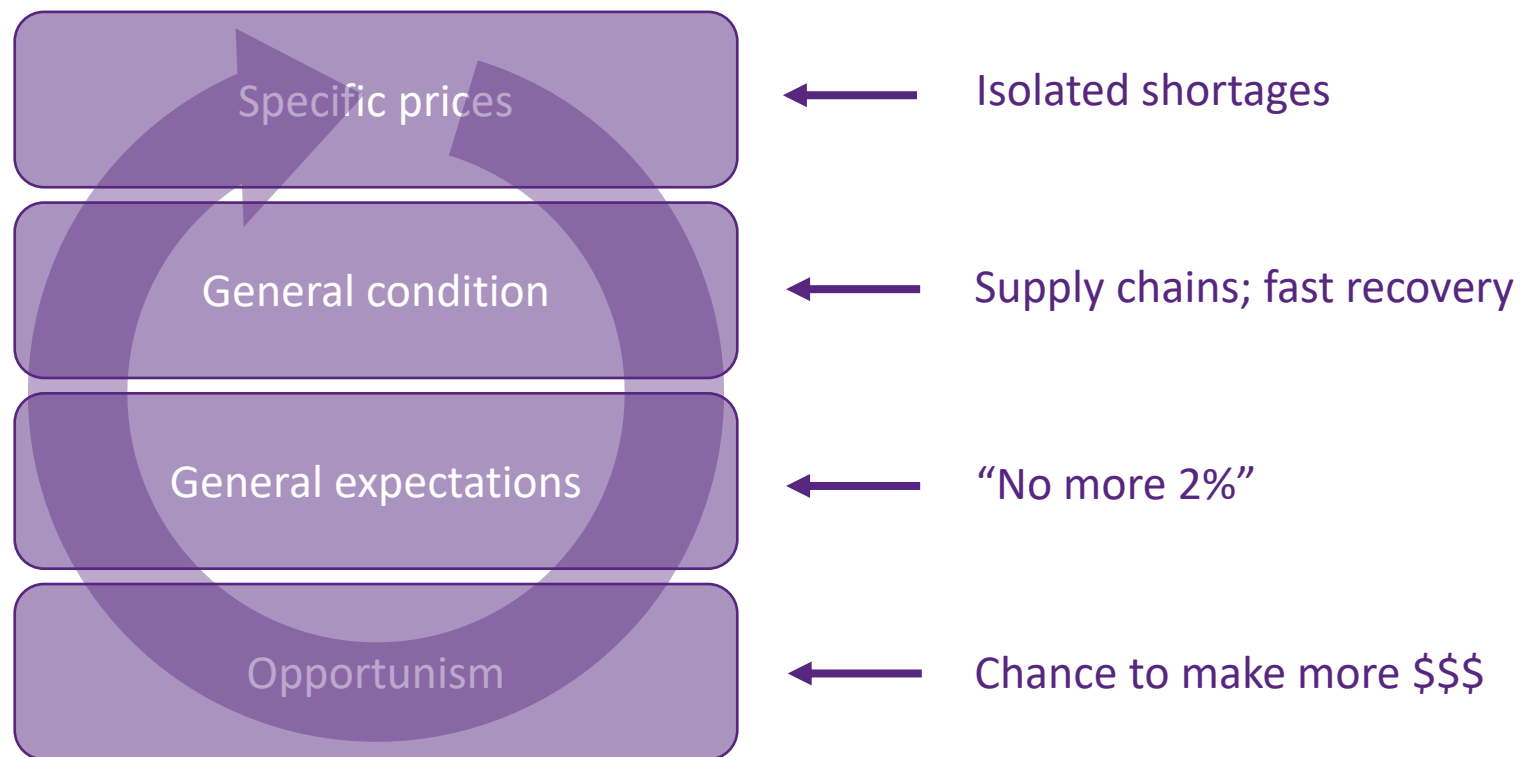 Specific prices
Isolated shortages
General condition
Supply chains; fast recovery
General expectations
“No more 2%”
Opportunism
Chance to make more $$$